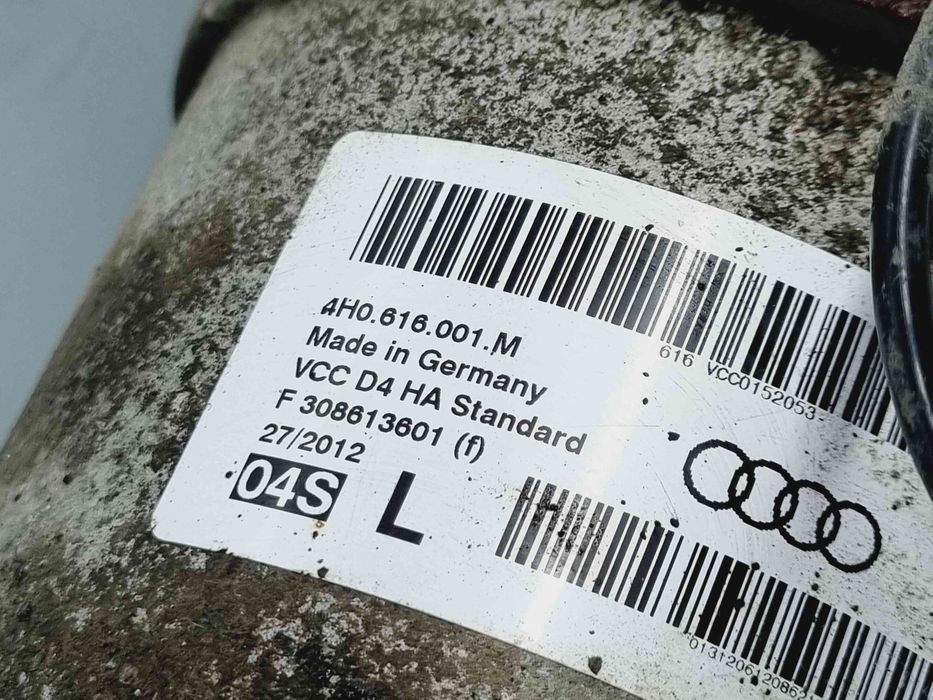 616 VCC0152053
4H0.616.001.M
Made in Germany
VCC D4 HA Standard
F 308613601 (f)
27/2012
04S L